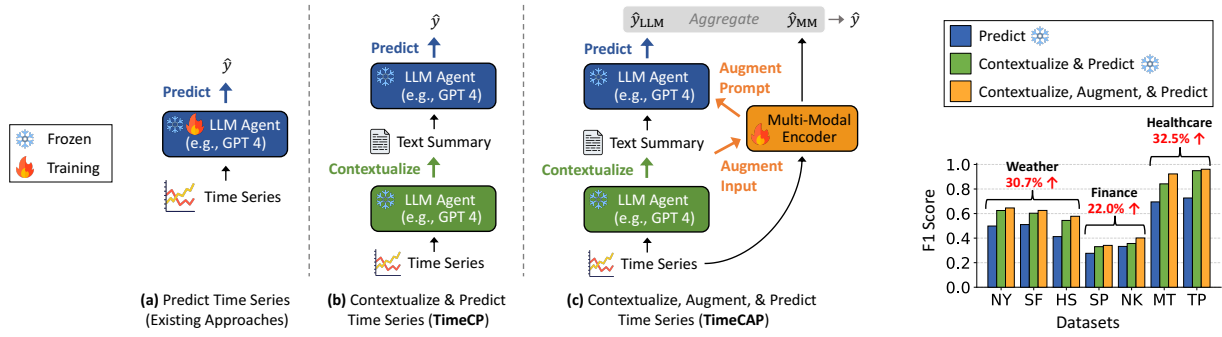 Frozen
Training
ŷ
Predict
LLM Agent
(e.g., GPT 4)
Time Series
(a) Predict Time Series
(Existing Approaches)
ŷ
Predict
LLM Agent
(e.g., GPT 4)
Text Summary
Contextualize
LLM Agent
(e.g., GPT 4)
Time Series
(b) Contextualize & Predict
Time Series (TimeCP)
ŷ_LLM Aggregate ŷ_MM → ŷ
Predict
Augment
Prompt
LLM Agent
(e.g., GPT 4)
Multi-Modal
Encoder
Text Summary
Contextualize
Augment
Input
LLM Agent
(e.g., GPT 4)
Time Series
(c) Contextualize, Augment, & Predict
Time Series (TimeCAP)
Predict
Contextualize & Predict
Contextualize, Augment, & Predict
Healthcare
32.5% ↑
Weather
30.7% ↑
Finance
22.0% ↑
F1 Score
1.0
0.8
0.6
0.4
0.2
0.0
NY SF HS SP NK MT TP
Datasets